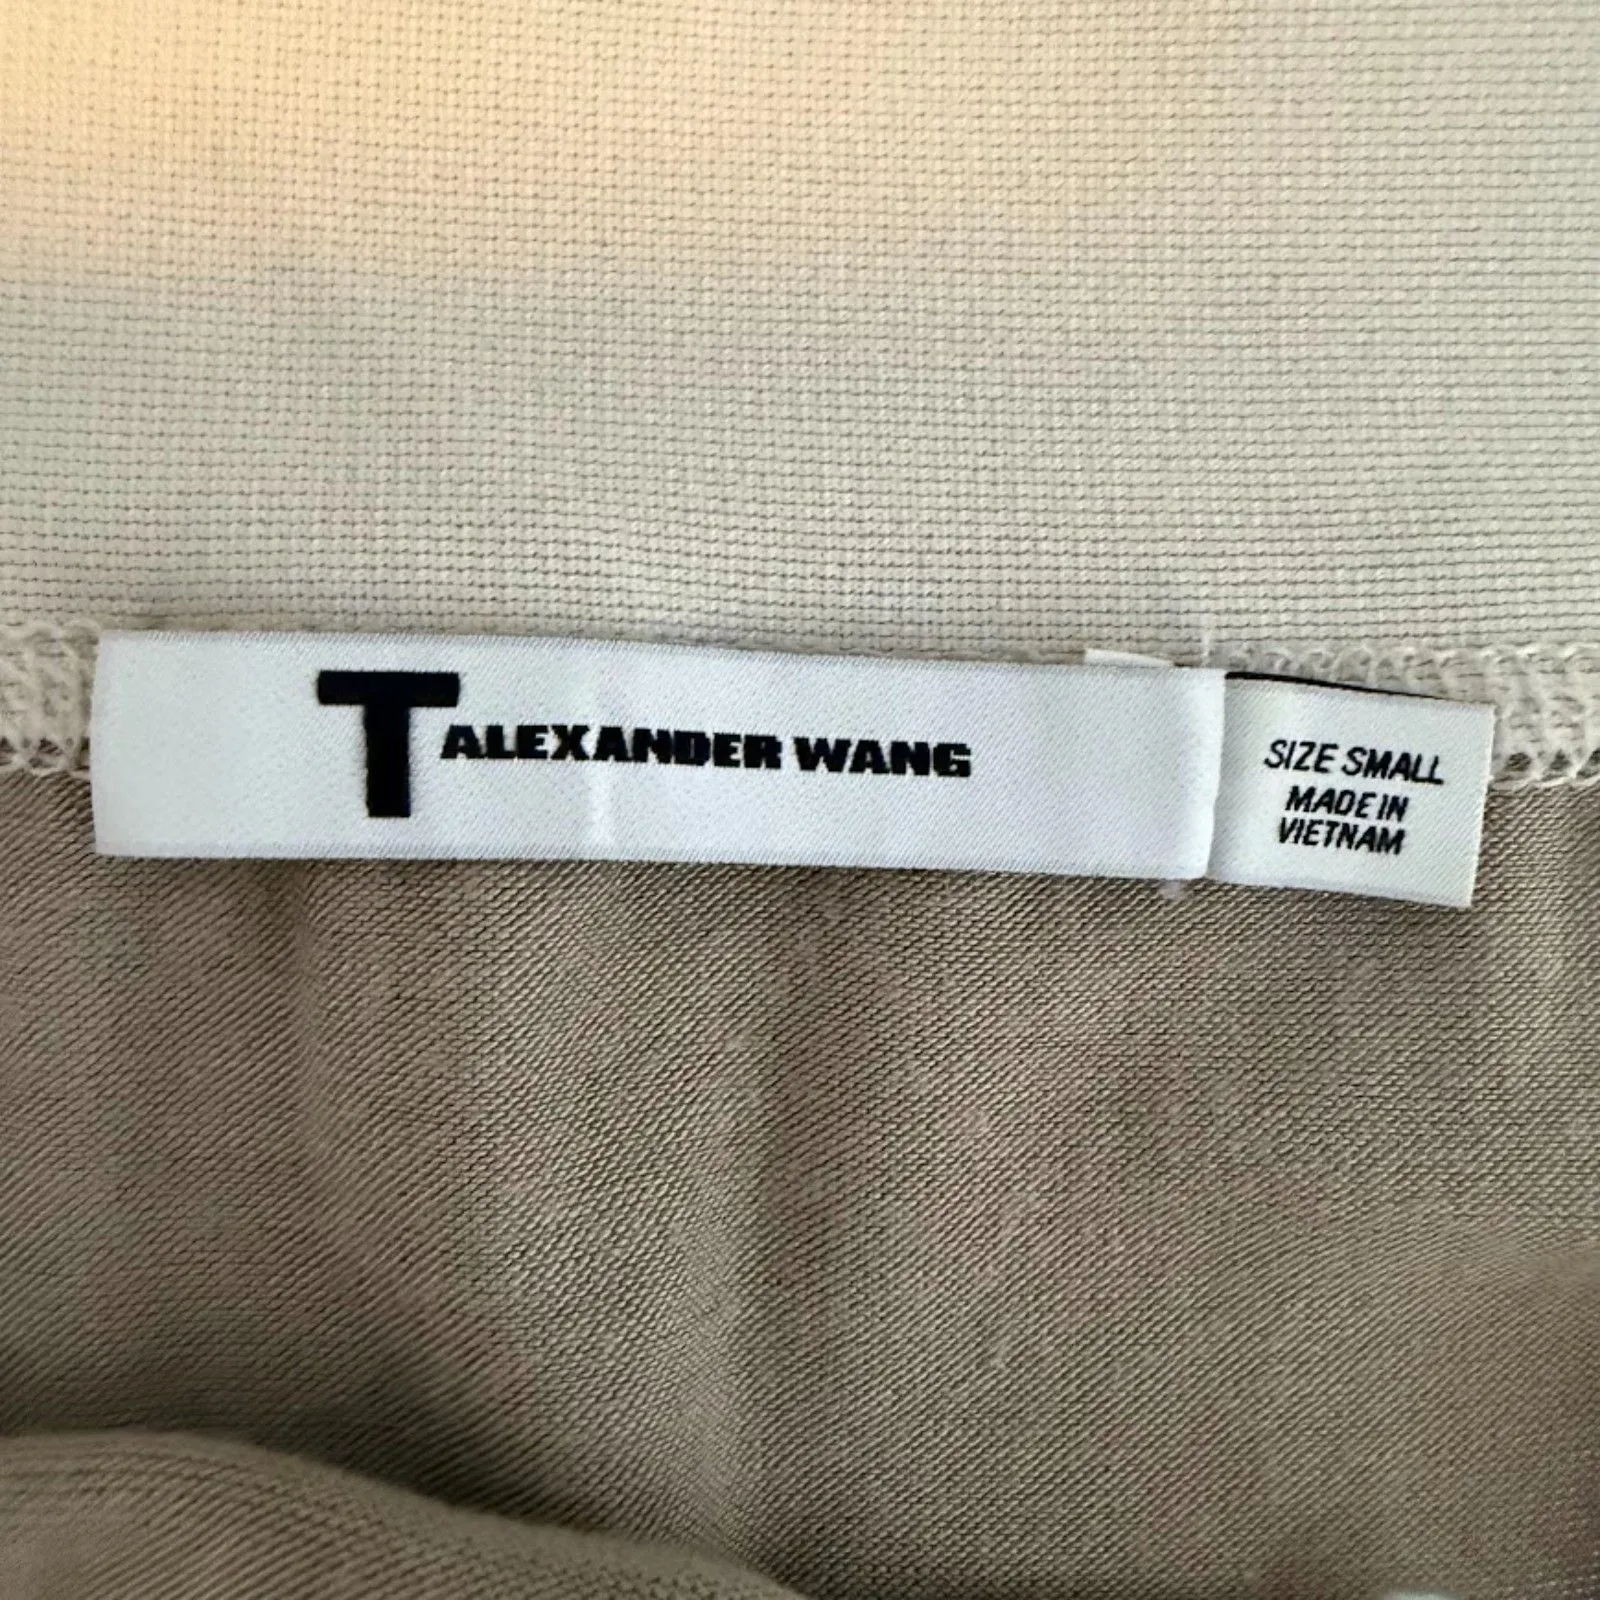 T ALEXANDER WANG
SIZE SMALL
MADE IN
VIETNAM